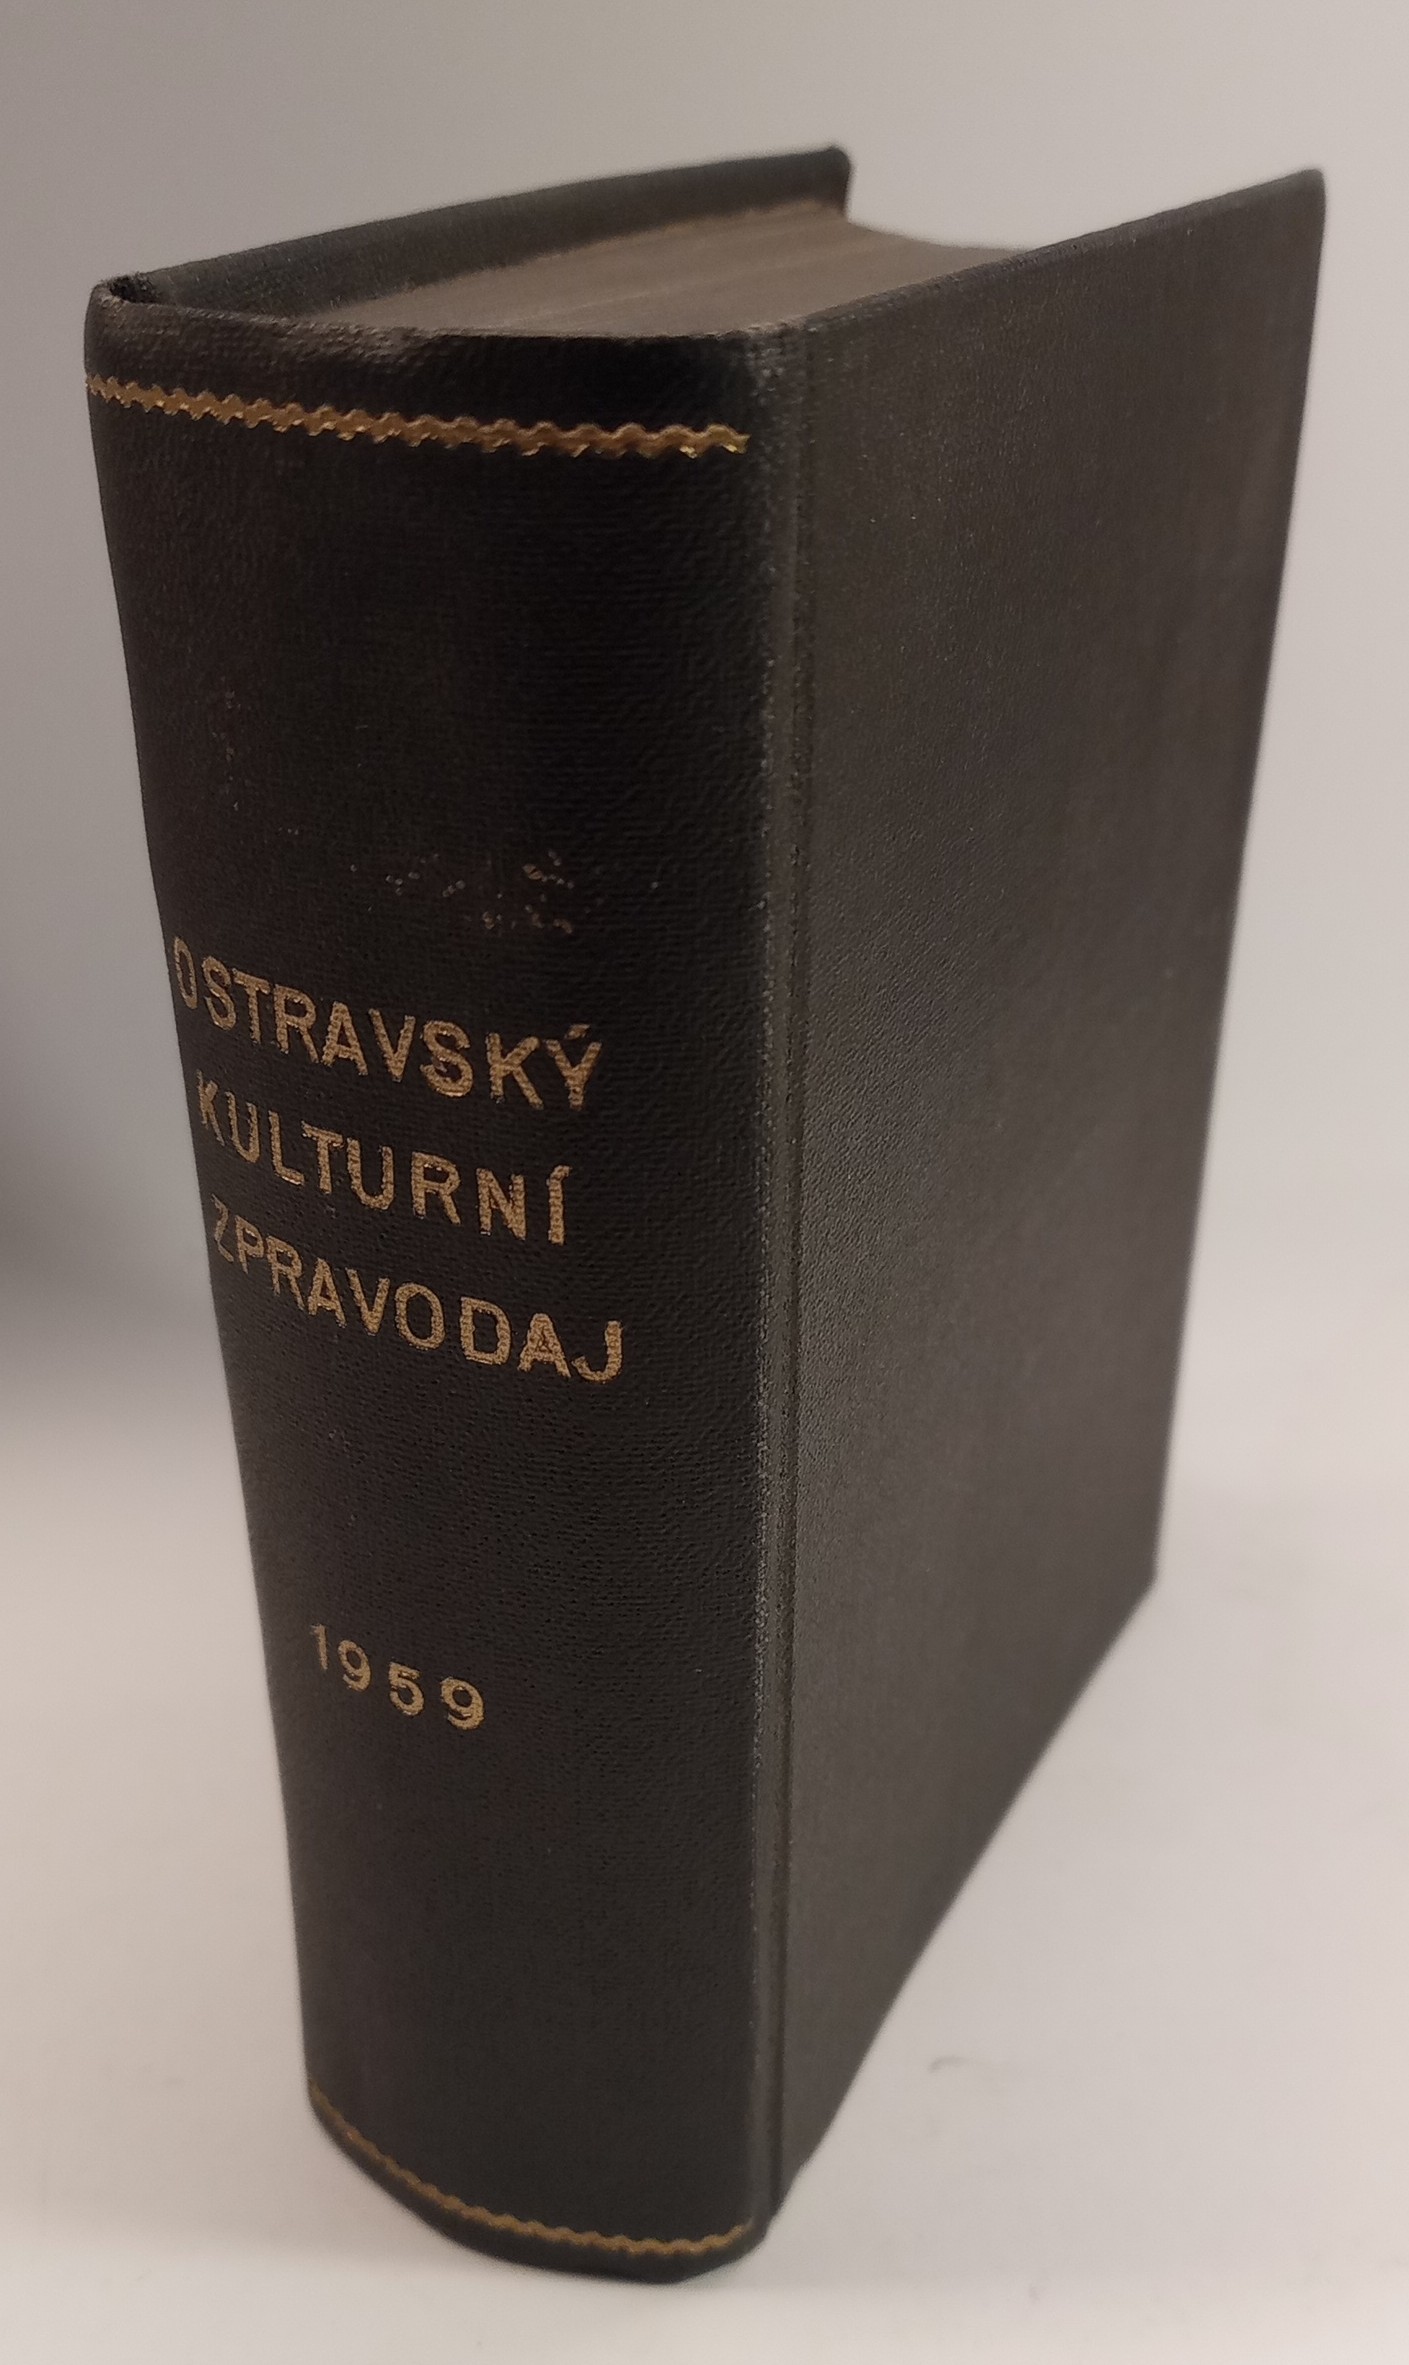 OSTRAVSKÝ
KULTURNÍ
ZPRAVODAJ
1959